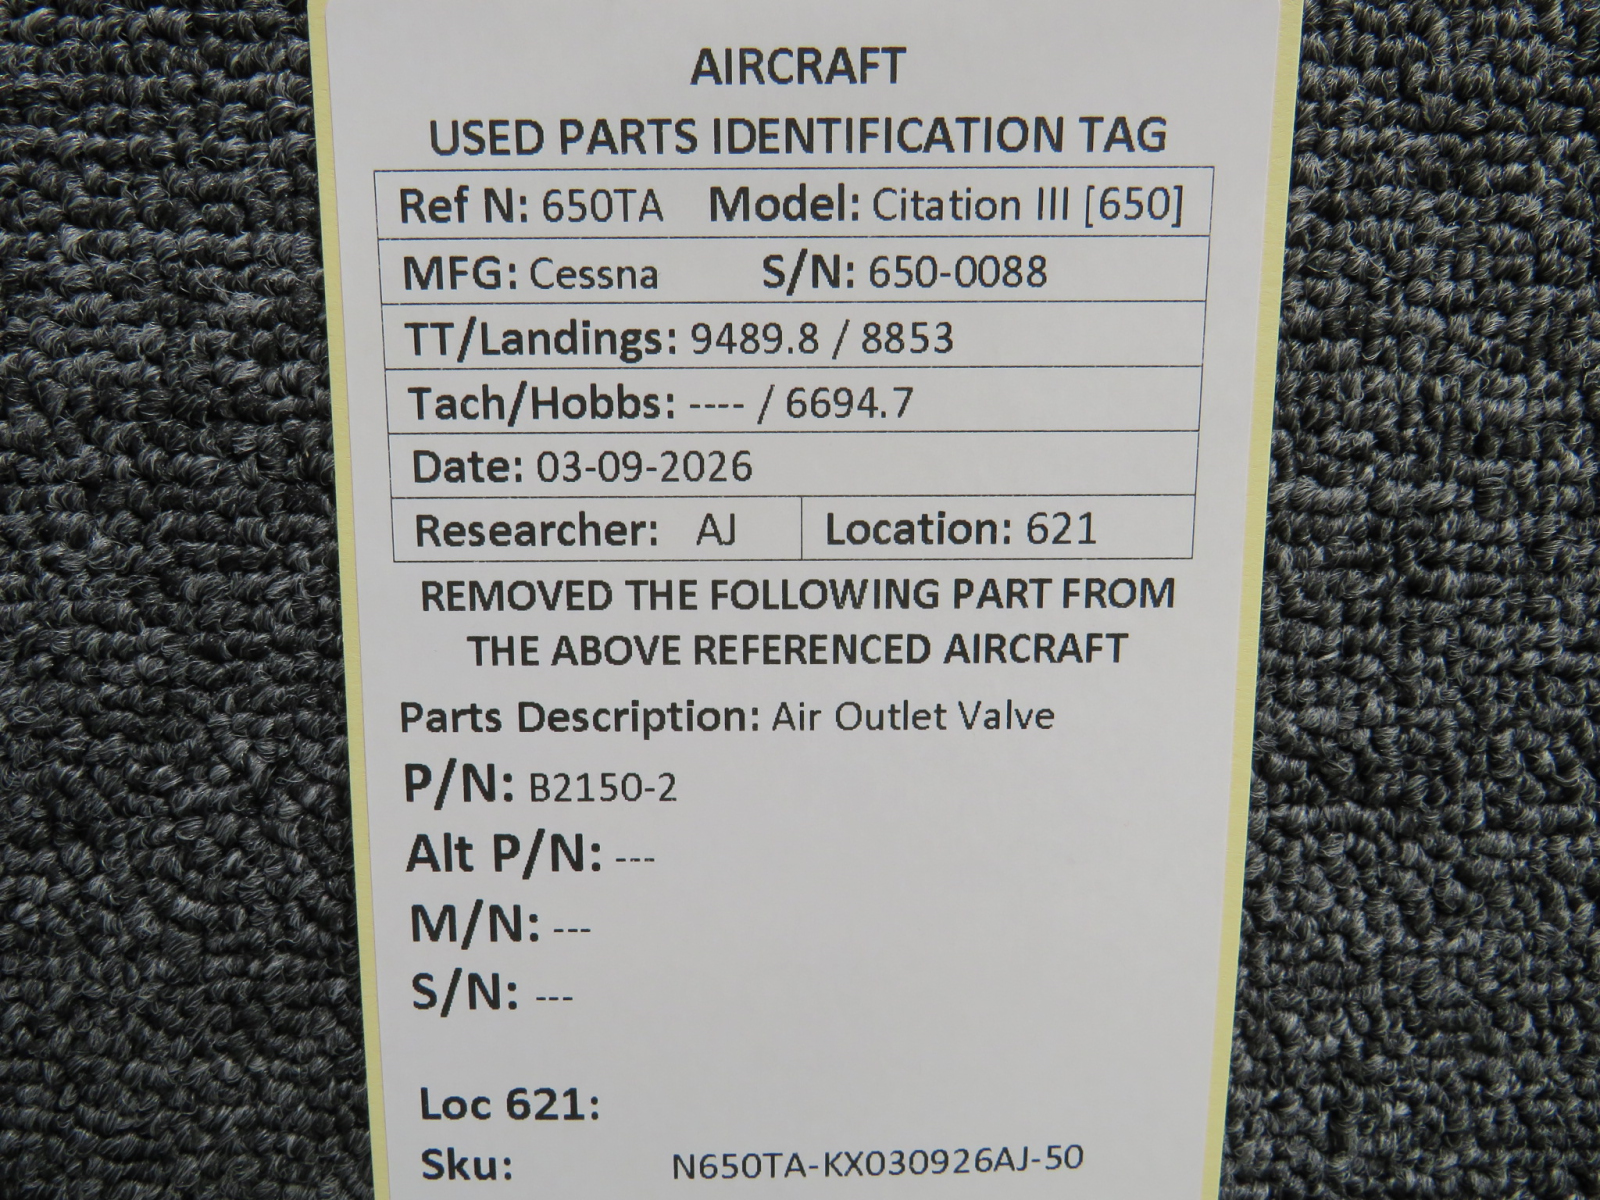 AIRCRAFT
USED PARTS IDENTIFICATION TAG
Ref N: 650TA Model: Citation III [650]
MFG: Cessna S/N: 650-0088
TT/Landings: 9489.8 / 8853
Tach/Hobbs: ---- / 6694.7
Date: 03-09-2026
Researcher: AJ Location: 621
REMOVED THE FOLLOWING PART FROM
THE ABOVE REFERENCED AIRCRAFT
Parts Description: Air Outlet Valve
P/N: B2150-2
Alt P/N: ---
M/N: ---
S/N: ---
Loc 621:
Sku: N650TA-KX030926AJ-50